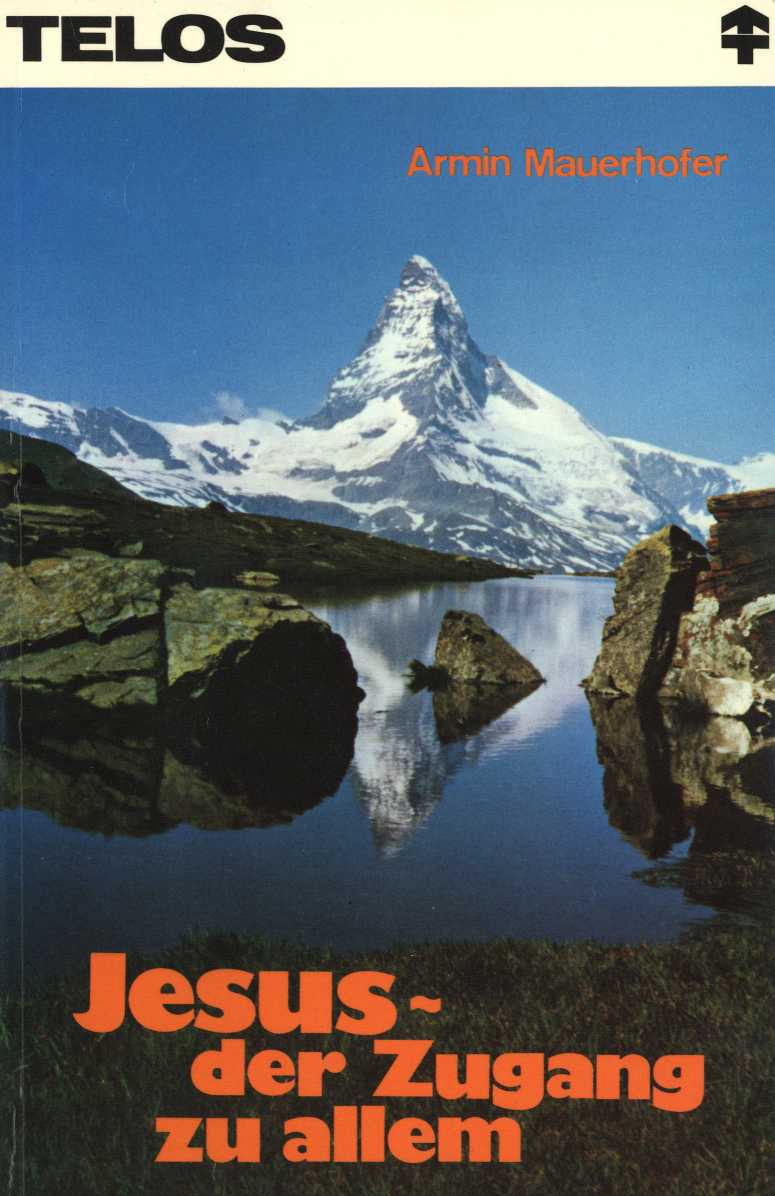 TELOS
Armin Mauerhofer
Jesus~
der Zugang
zu allem